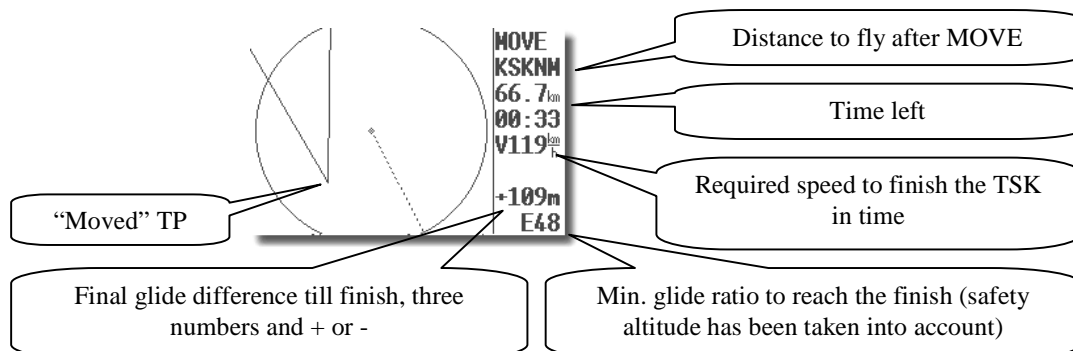 MOVE
KSKNM
66.7km
00:33
V119km/h
+109m
E48
Distance to fly after MOVE
Time left
Required speed to finish the TSK
in time
“Moved” TP
Final glide difference till finish, three
numbers and + or -
Min. glide ratio to reach the finish (safety
altitude has been taken into account)